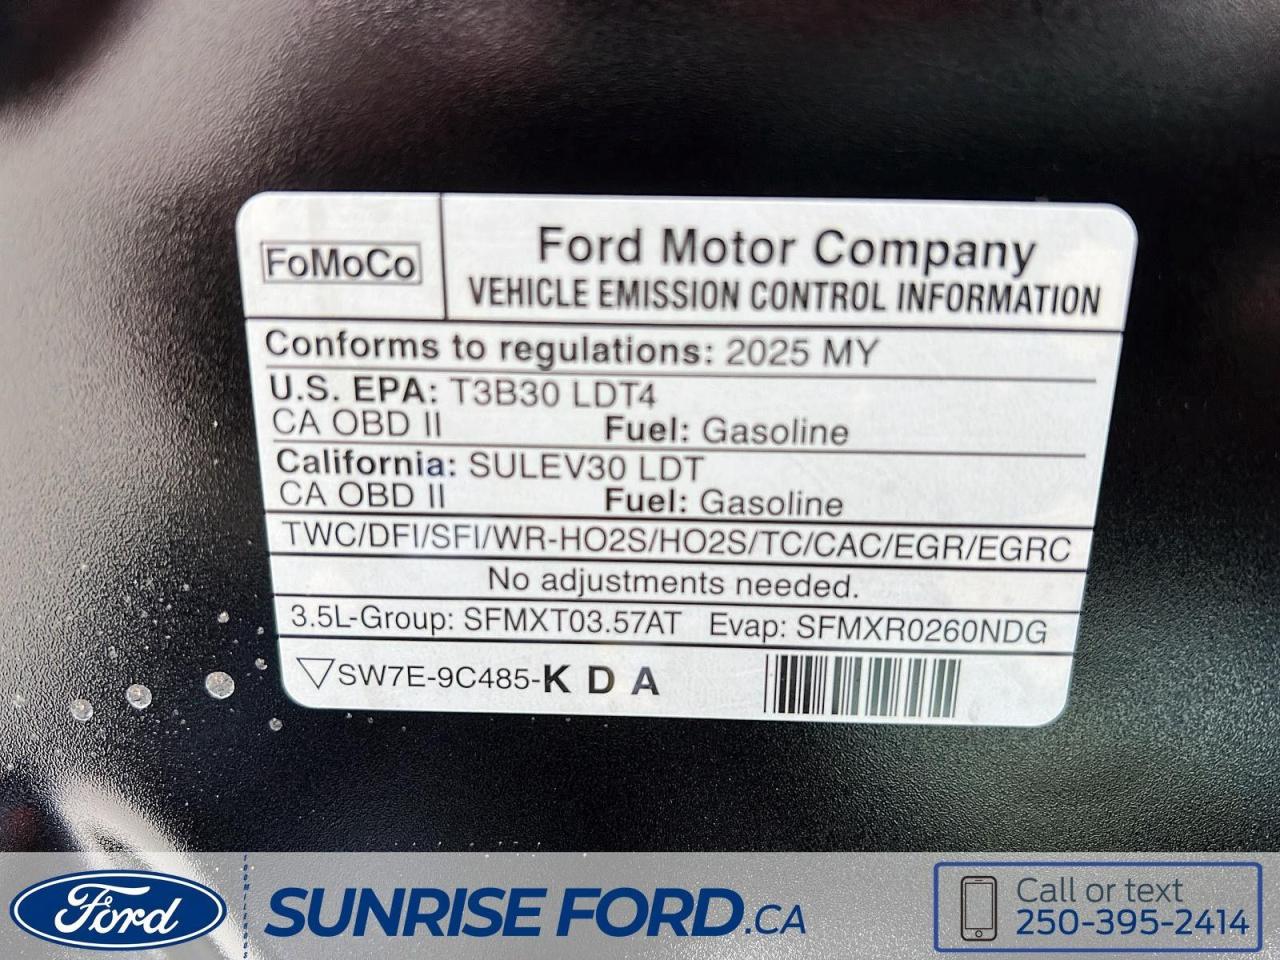 FoMoCo
Ford Motor Company
VEHICLE EMISSION CONTROL INFORMATION
Conforms to regulations: 2025 MY
U.S. EPA: T3B30 LDT4
CA OBD II Fuel: Gasoline
California: SULEV30 LDT
CA OBD II Fuel: Gasoline
TWC/DFI/SFI/WR-HO2S/HO2S/TC/CAC/EGR/EGRC
No adjustments needed.
3.5L-Group: SFMXT03.57AT Evap: SFMXR0260NDG
SW7E-9C485-K D A
Ford
SUNRISE FORD.CA
Call or text
250-395-2414